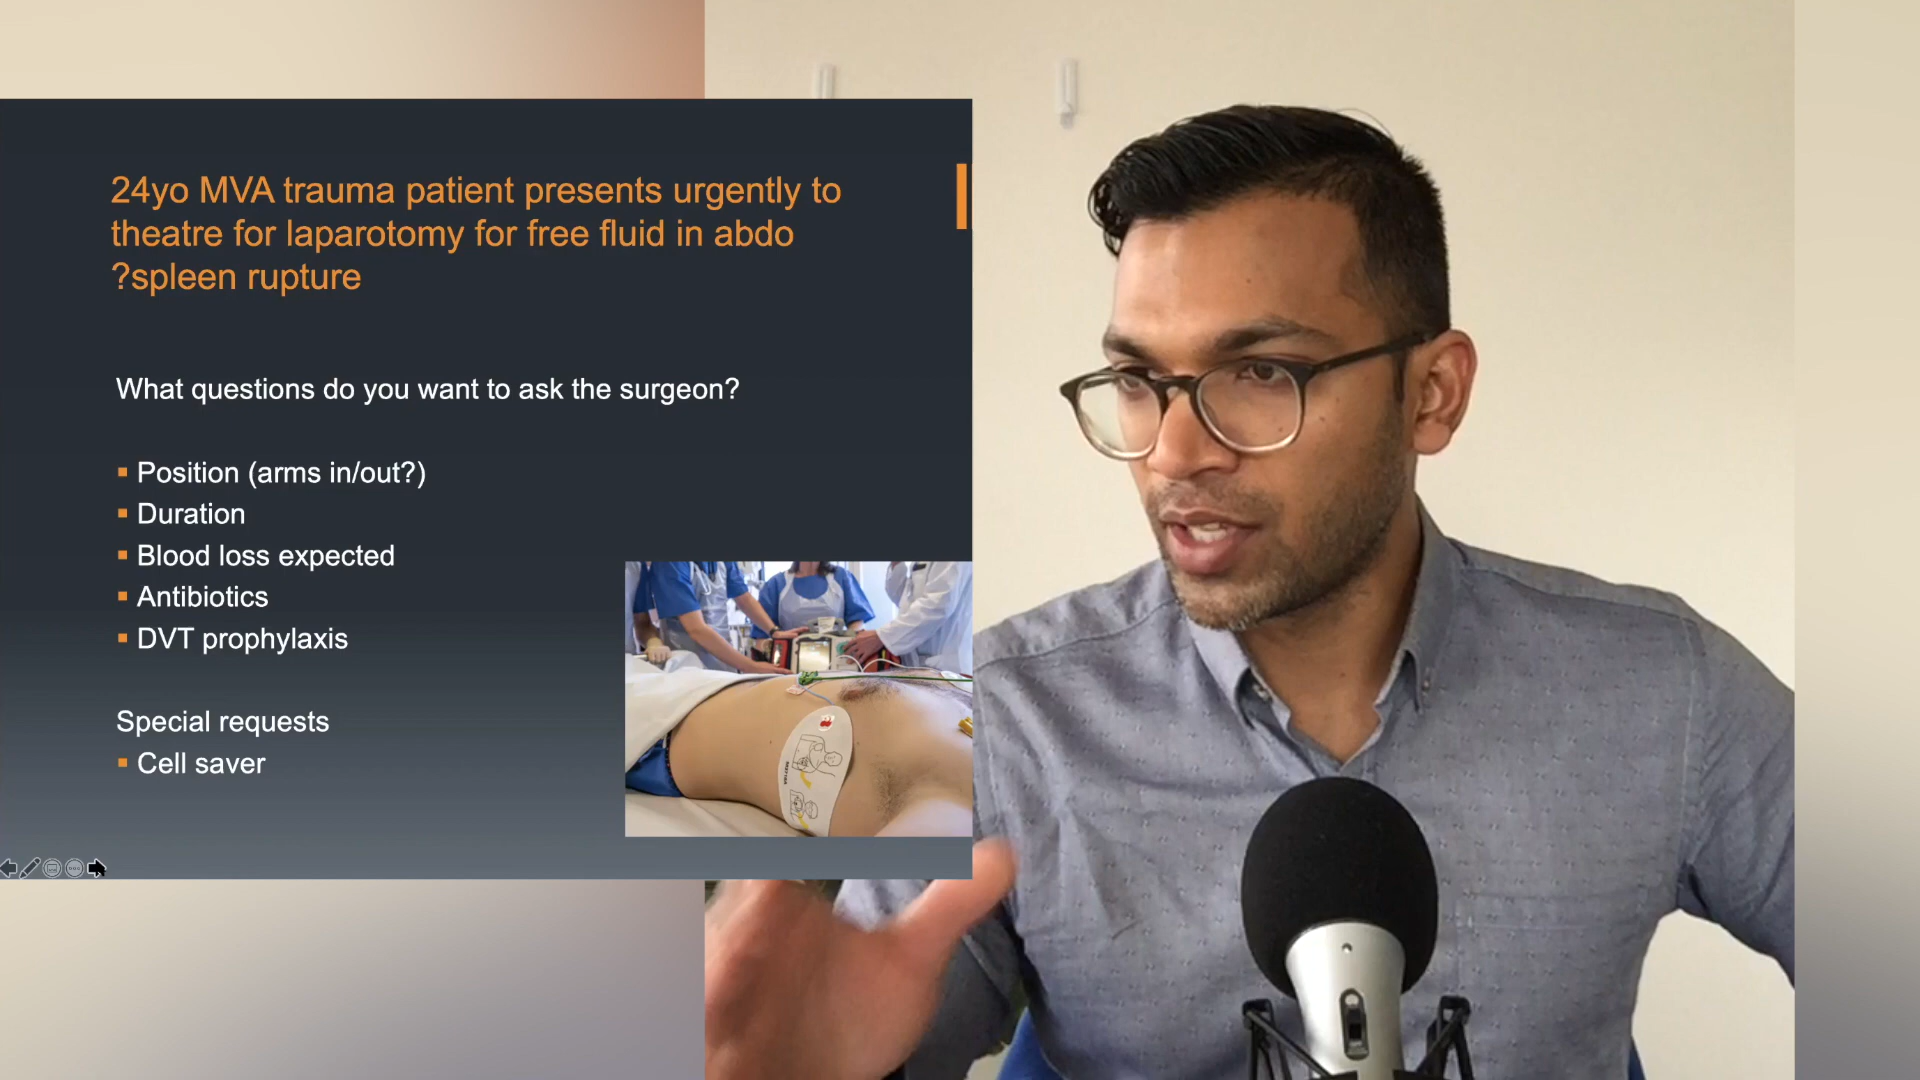 24yo MVA trauma patient presents urgently to
theatre for laparotomy for free fluid in abdo
?spleen rupture
What questions do you want to ask the surgeon?
Position (arms in/out?)
Duration
Blood loss expected
Antibiotics
DVT prophylaxis
Special requests
Cell saver